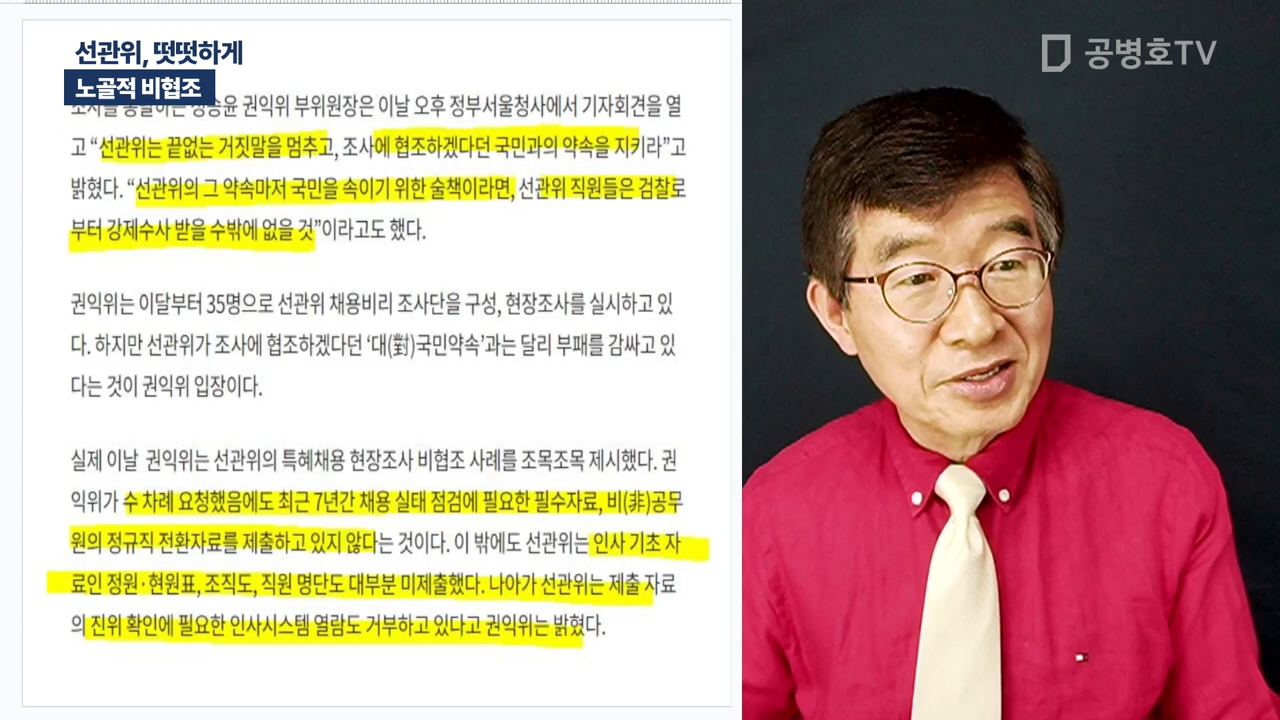 선관위, 떳떳하게
노골적 비협조
공병호TV
권익위 부위원장은 이날 오후 정부서울청사에서 기자회견을 열
고 “선관위는 끝없는 거짓말을 멈추고, 조사에 협조하겠다던 국민과의 약속을 지키라”고
밝혔다. “선관위의 그 약속마저 국민을 속이기 위한 술책이라면, 선관위 직원들은 검찰로
부터 강제수사 받을 수밖에 없을 것”이라고도 했다.
권익위는 이달부터 35명으로 선관위 채용비리 조사단을 구성, 현장조사를 실시하고 있
다. 하지만 선관위가 조사에 협조하겠다던 ‘대(對)국민약속’과는 달리 부패를 감싸고 있
다는 것이 권익위 입장이다.
실제 이날 권익위는 선관위의 특혜채용 현장조사 비협조 사례를 조목조목 제시했다. 권
익위가 수 차례 요청했음에도 최근 7년간 채용 실태 점검에 필요한 필수자료, 비(非)공무
원의 정규직 전환자료를 제출하고 있지 않다는 것이다. 이 밖에도 선관위는 인사 기초 자
료인 정원·현원표, 조직도, 직원 명단도 대부분 미제출했다. 나아가 선관위는 제출 자료
의 진위 확인에 필요한 인사시스템 열람도 거부하고 있다고 권익위는 밝혔다.